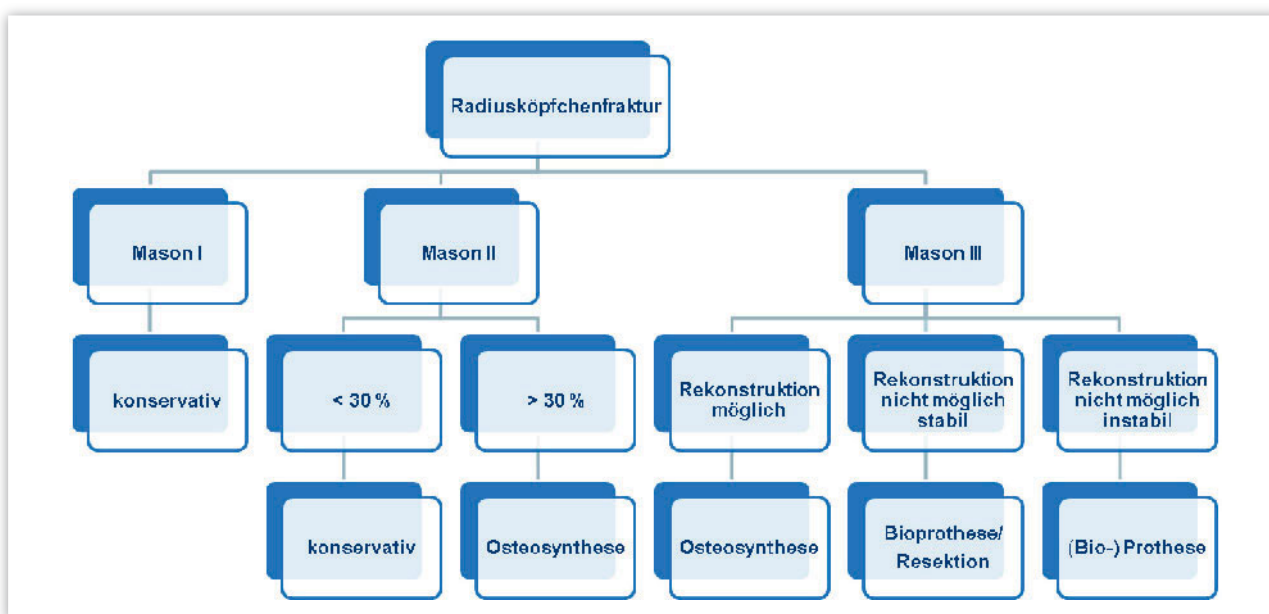 Radiusköpfchenfraktur
Mason I
Mason II
Mason III
konservativ
< 30 %
> 30 %
Rekonstruktion
möglich
Rekonstruktion
nicht möglich
stabil
Rekonstruktion
nicht möglich
instabil
konservativ
Osteosynthese
Osteosynthese
Bioprothese/
Resektion
(Bio-) Prothese